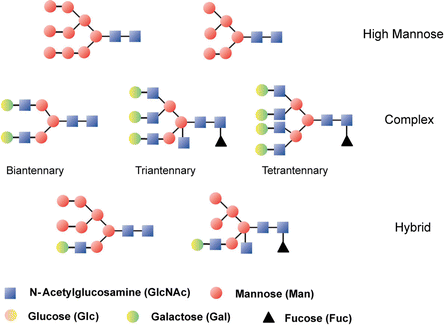 High Mannose
Complex
Biantennary Triantennary Tetrantennary
Hybrid
N-Acetylglucosamine (GlcNAc) Mannose (Man)
Glucose (Glc) Galactose (Gal) Fucose (Fuc)